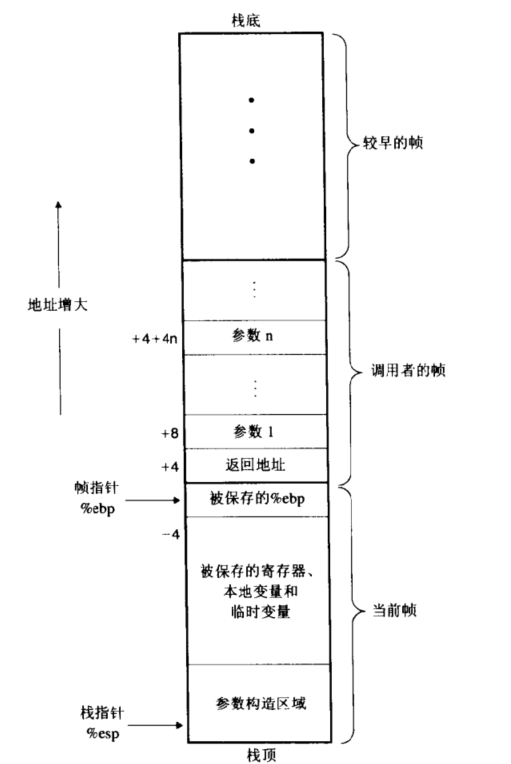 栈底
较早的帧
地址增大
+4+4n
参数 n
调用者的帧
+8
参数 1
+4
返回地址
帧指针
%ebp
被保存的%ebp
-4
被保存的寄存器、
本地变量和
临时变量
当前帧
参数构造区域
栈指针
%esp
栈顶